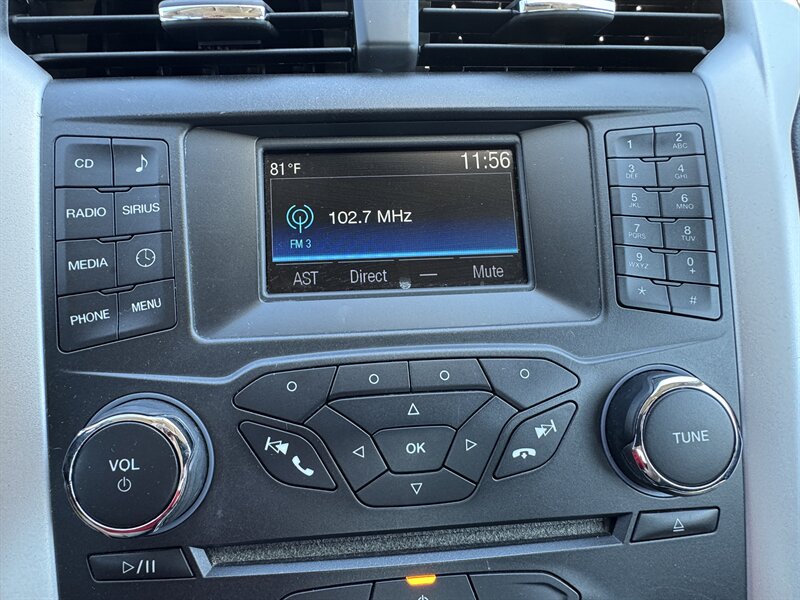 81°F 11:56
102.7 MHz
FM 3
AST Direct — Mute
CD
RADIO SIRIUS
MEDIA
PHONE MENU
1 2 ABC
3 DEF 4 GHI
5 JKL 6 MNO
7 PQRS 8 TUV
9 WXYZ 0 +
* #
VOL
OK
TUNE